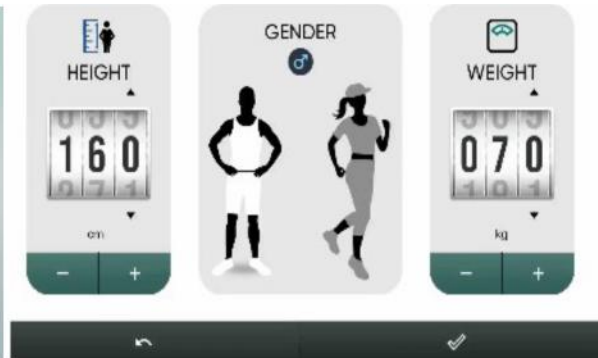 HEIGHT
160
cm
− +
GENDER
♂
WEIGHT
070
kg
− +